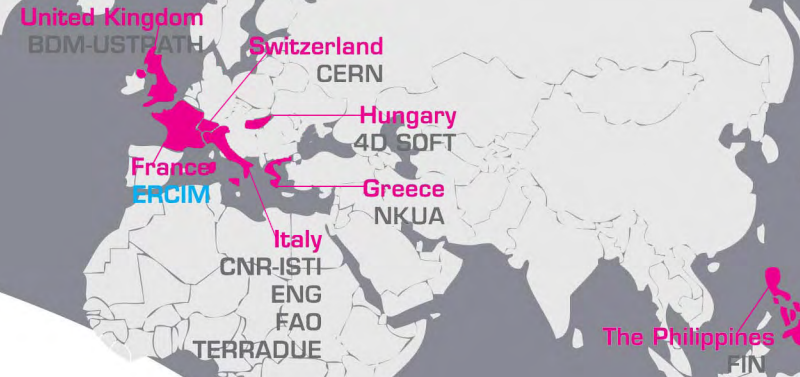 United Kingdom
BDM-USTRATH
Switzerland
CERN
Hungary
4D SOFT
France
ERCIM
Greece
NKUA
Italy
CNR-ISTI
ENG
FAO
TERRADUE
The Philippines
FIN